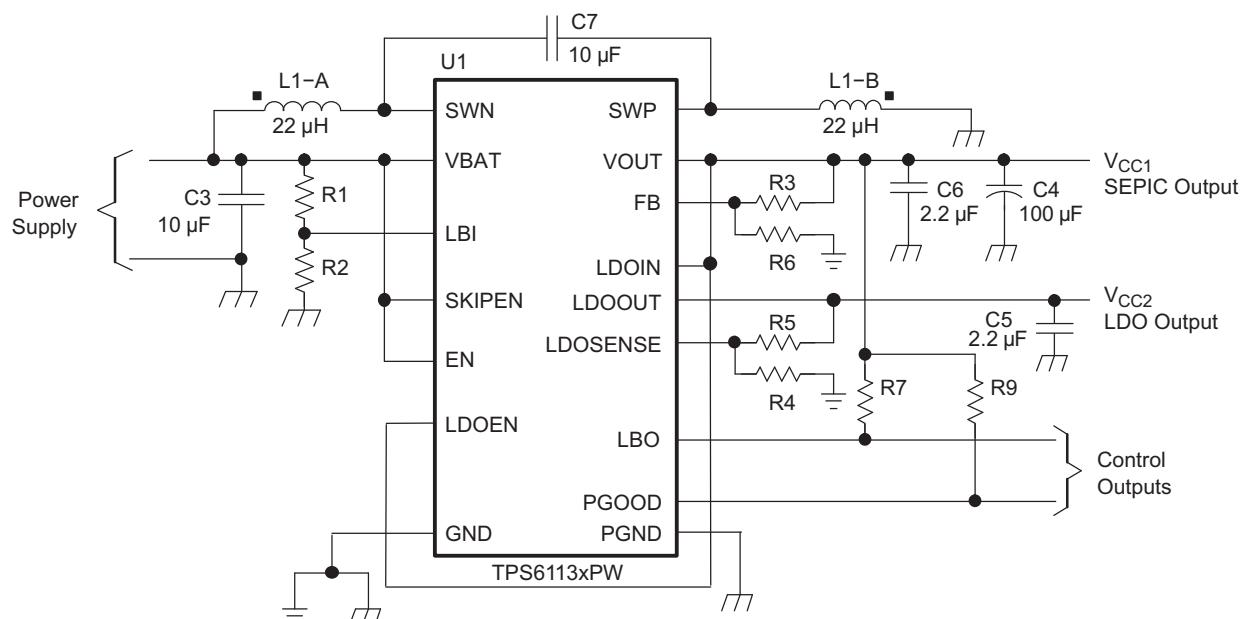 C7
10 µF
U1
L1−A
22 µH
L1−B
22 µH
SWN
SWP
VBAT
VOUT
VCC1
SEPIC Output
Power
Supply
C3
10 µF
R1
R2
LBI
FB
R3
R6
C6
2.2 µF
C4
100 µF
LDOIN
SKIPEN
LDOOUT
VCC2
LDO Output
C5
2.2 µF
LDOSENSE
R5
R4
EN
R7
R9
LDOEN
LBO
Control
Outputs
PGOOD
GND
PGND
TPS6113xPW